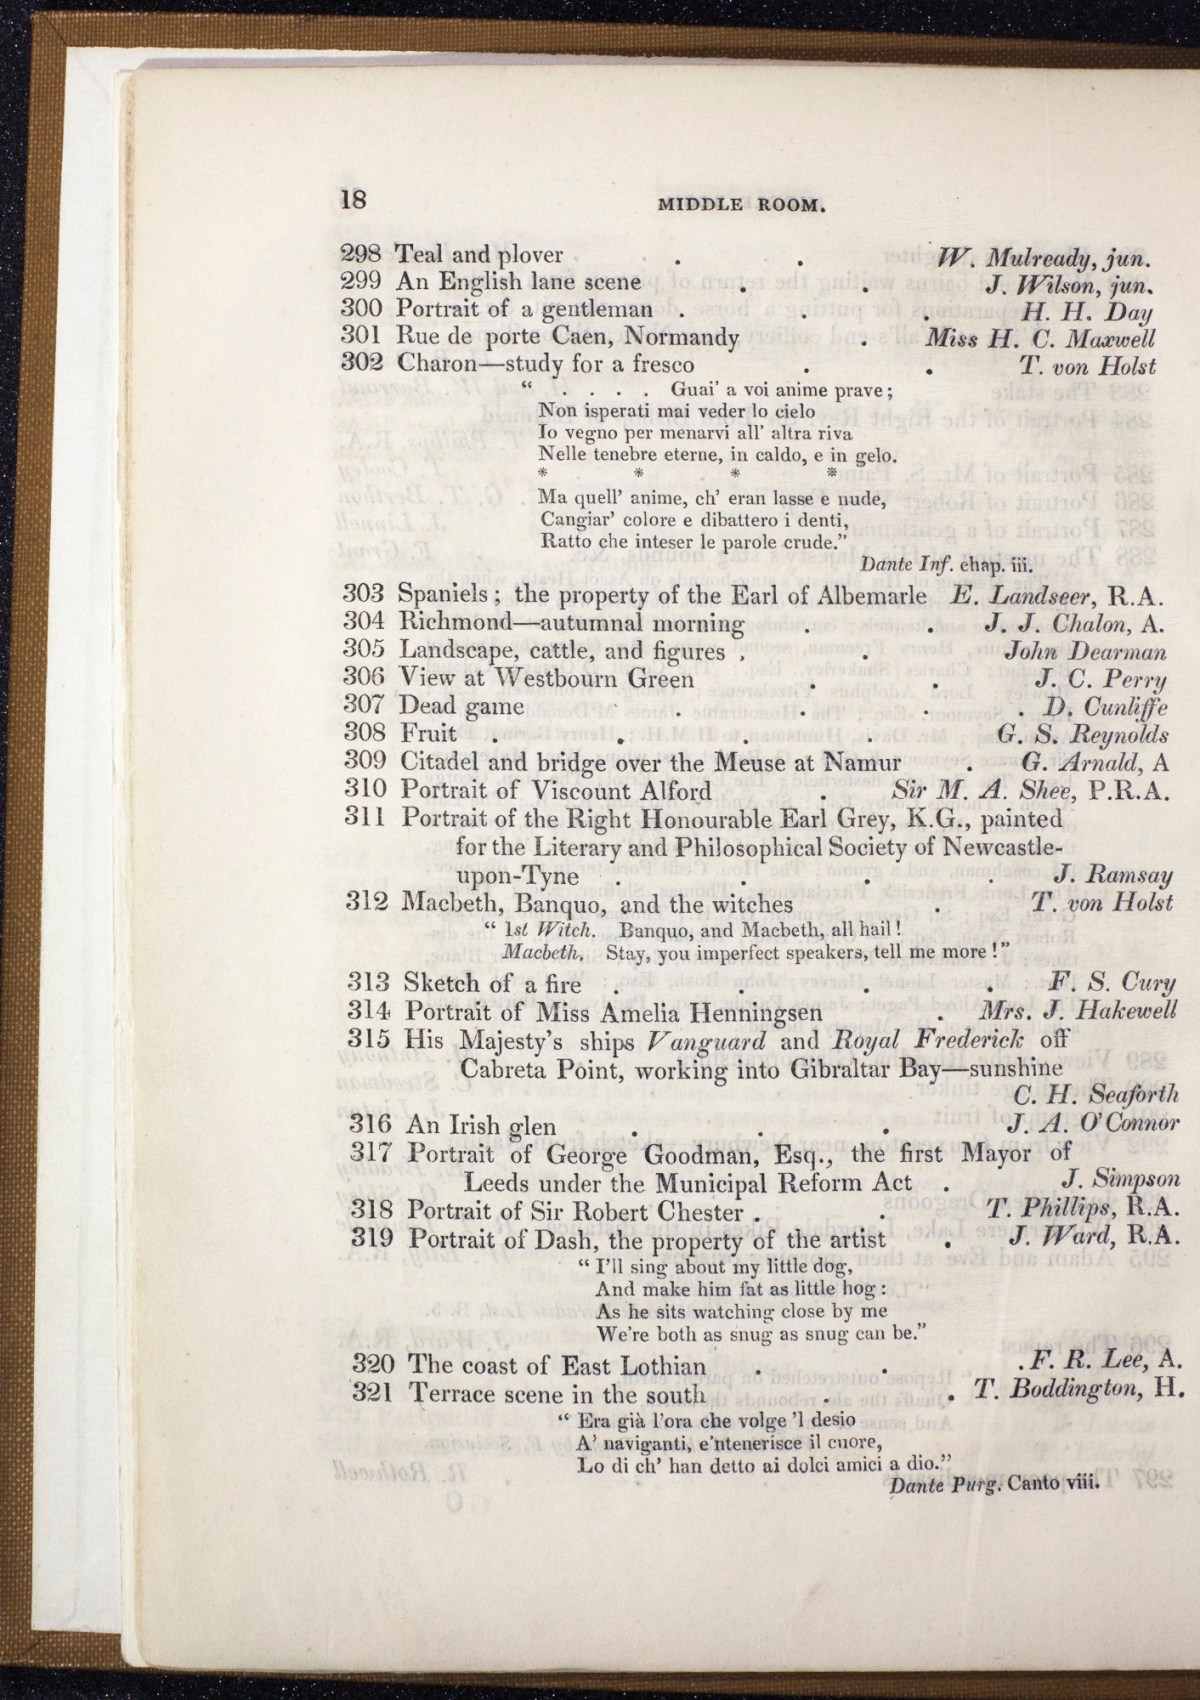 18
MIDDLE ROOM.
298 Teal and plover . . W. Mulready, jun.
299 An English lane scene . . J. Wilson, jun.
300 Portrait of a gentleman . . . H. H. Day
301 Rue de porte Caen, Normandy . Miss H. C. Maxwell
302 Charon—study for a fresco . . T. von Holst
“ . . . . Guai' a voi anime prave;
Non isperati mai veder lo cielo
Io vegno per menarvi all' altra riva
Nelle tenebre eterne, in caldo, e in gelo.
* * * *
Ma quell' anime, ch' eran lasse e nude,
Cangiar' colore e dibattero i denti,
Ratto che inteser le parole crude.”
Dante Inf. chap. iii.
303 Spaniels; the property of the Earl of Albemarle E. Landseer, R.A.
304 Richmond—autumnal morning . . J. J. Chalon, A.
305 Landscape, cattle, and figures . . John Dearman
306 View at Westbourn Green . . J. C. Perry
307 Dead game . . . . D. Cunliffe
308 Fruit . . . . G. S. Reynolds
309 Citadel and bridge over the Meuse at Namur . G. Arnald, A
310 Portrait of Viscount Alford . Sir M. A. Shee, P.R.A.
311 Portrait of the Right Honourable Earl Grey, K.G., painted
for the Literary and Philosophical Society of Newcastle-
upon-Tyne . . . . J. Ramsay
312 Macbeth, Banquo, and the witches . T. von Holst
“ 1st Witch. Banquo, and Macbeth, all hail!
Macbeth. Stay, you imperfect speakers, tell me more!”
313 Sketch of a fire . . . . F. S. Cury
314 Portrait of Miss Amelia Henningsen . Mrs. J. Hakewell
315 His Majesty's ships Vanguard and Royal Frederick off
Cabreta Point, working into Gibraltar Bay—sunshine
C. H. Seaforth
316 An Irish glen . . . J. A. O'Connor
317 Portrait of George Goodman, Esq., the first Mayor of
Leeds under the Municipal Reform Act . J. Simpson
318 Portrait of Sir Robert Chester . . T. Phillips, R.A.
319 Portrait of Dash, the property of the artist . J. Ward, R.A.
“ I'll sing about my little dog,
And make him fat as little hog:
As he sits watching close by me
We're both as snug as snug can be.”
320 The coast of East Lothian . . . F. R. Lee, A.
321 Terrace scene in the south . . T. Boddington, H.
“ Era già l'ora che volge 'l desio
A' naviganti, e'ntenerisce il cuore,
Lo di ch' han detto ai dolci amici a dio.”
Dante Purg. Canto viii.